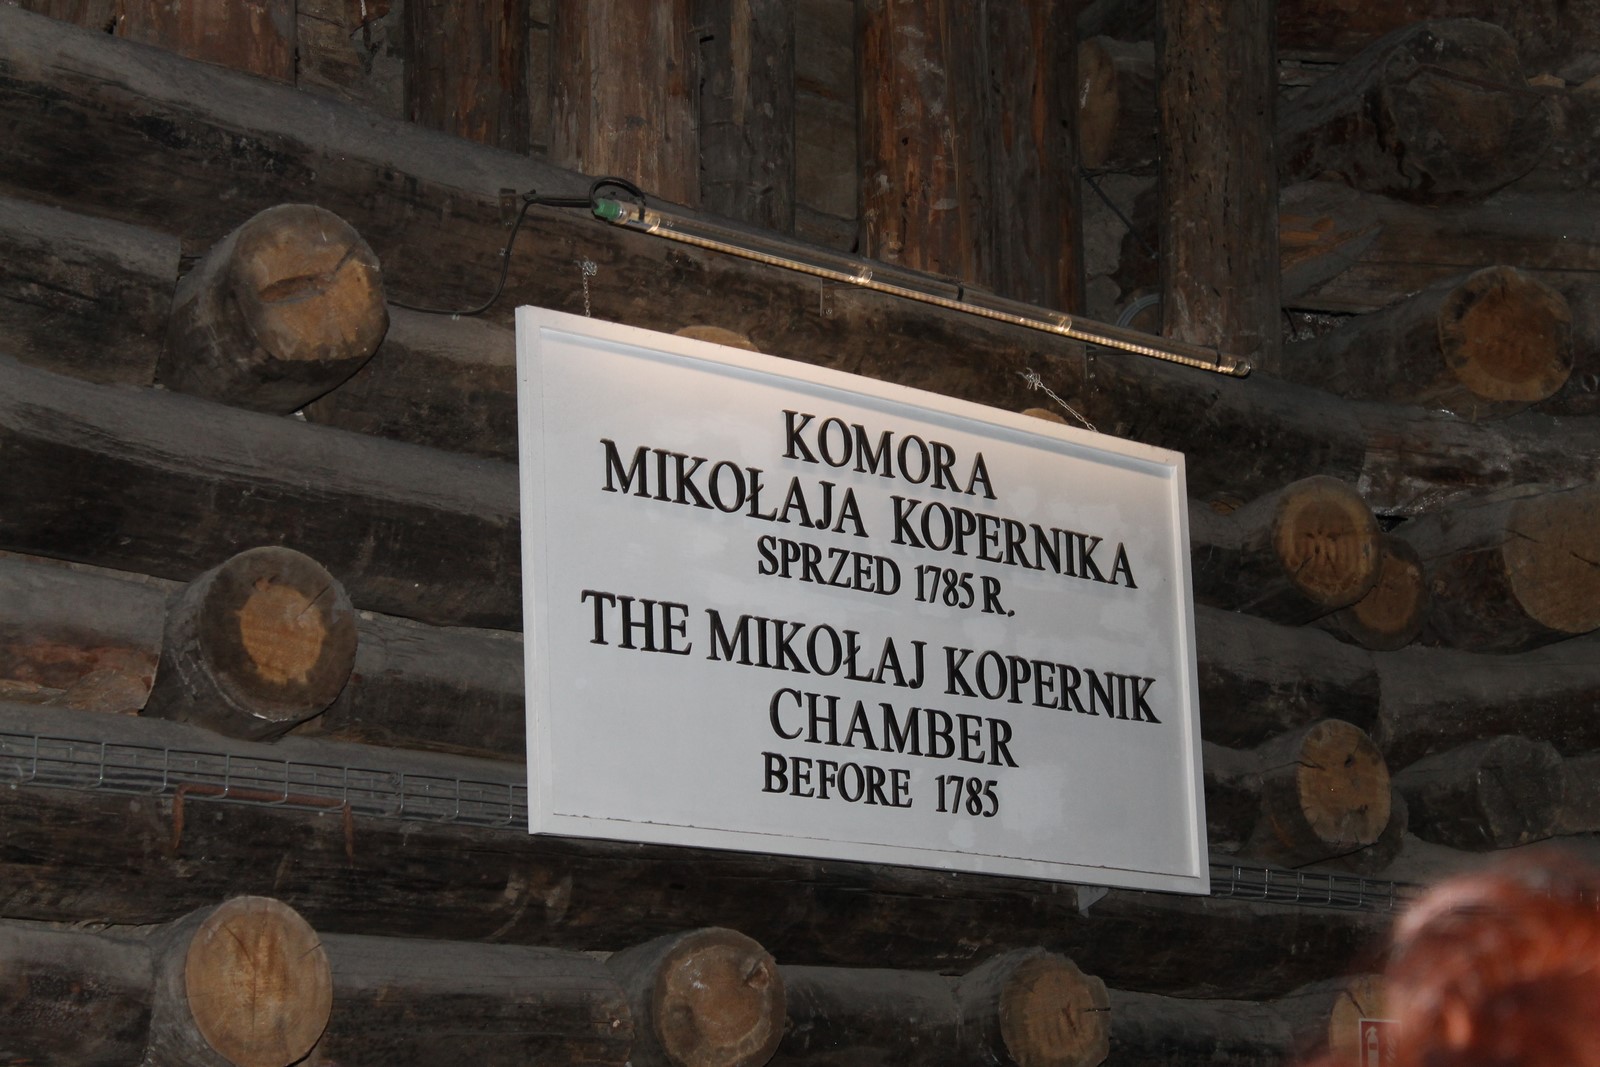 KOMORA
MIKOŁAJA KOPERNIKA
SPRZED 1785 R.
THE MIKOŁAJ KOPERNIK
CHAMBER
BEFORE 1785